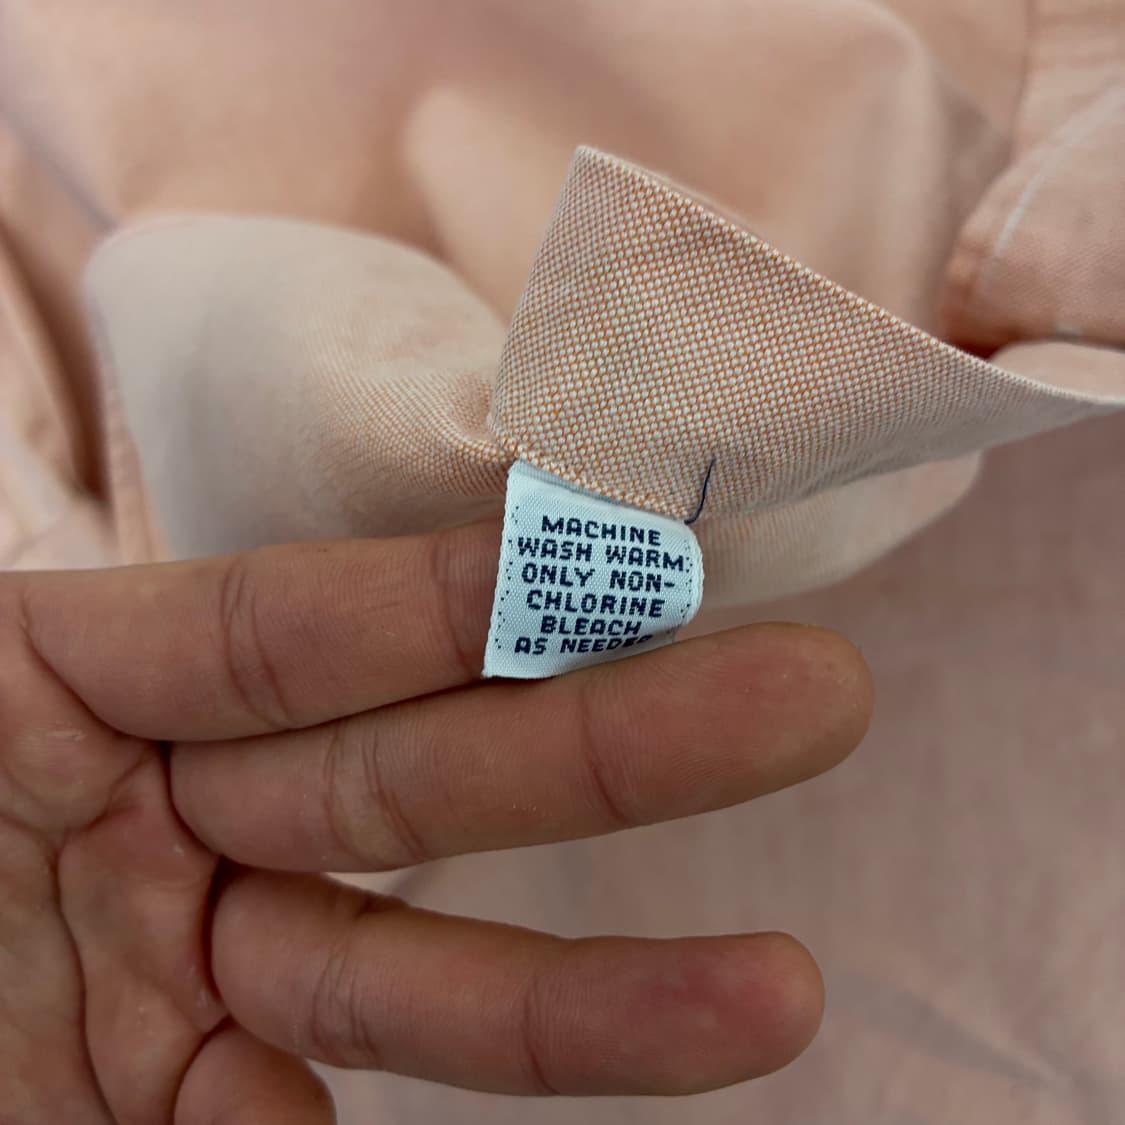 MACHINE
WASH WARM
ONLY NON-
CHLORINE
BLEACH
AS NEEDED